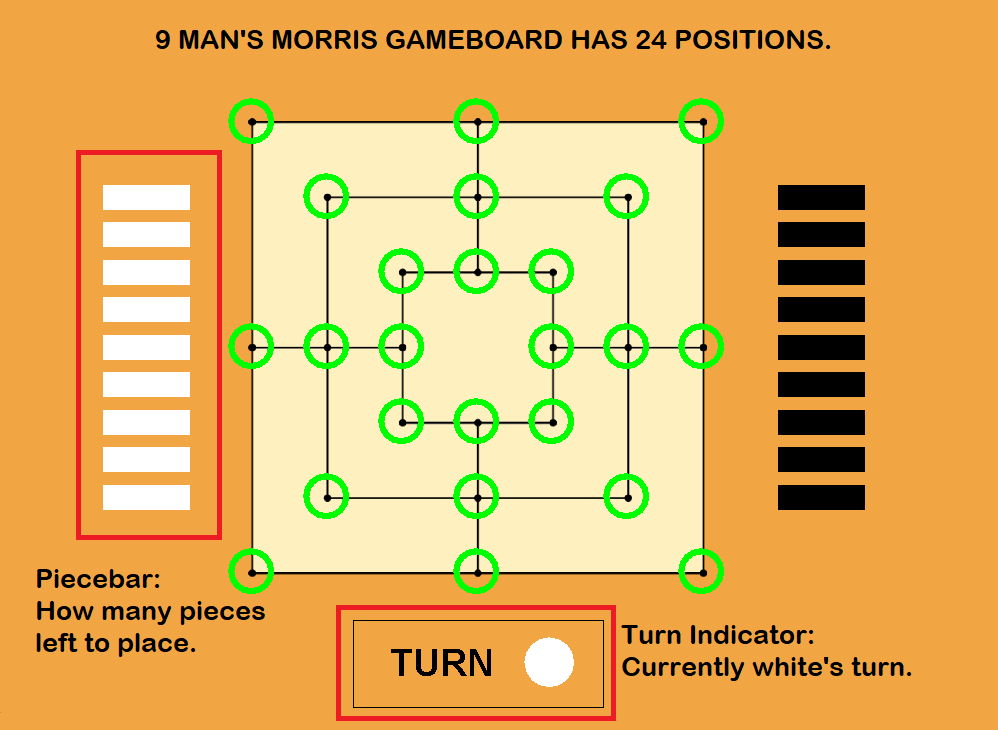 9 MAN'S MORRIS GAMEBOARD HAS 24 POSITIONS.
Piecebar:
How many pieces
left to place.
TURN
Turn Indicator:
Currently white's turn.